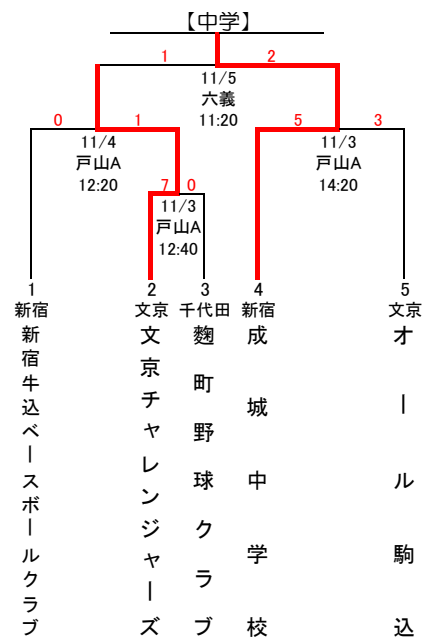 【中学】
1
2
11/5
六義
11:20
0
1
5
3
11/4
戸山A
12:20
11/3
戸山A
14:20
7
0
11/3
戸山A
12:40
1
2
3
4
5
新宿
文京
千代田
新宿
文京
新宿牛込ベースボールクラブ
文京チャレンジャーズ
麴町野球クラブ
成城中学校
オール駒込